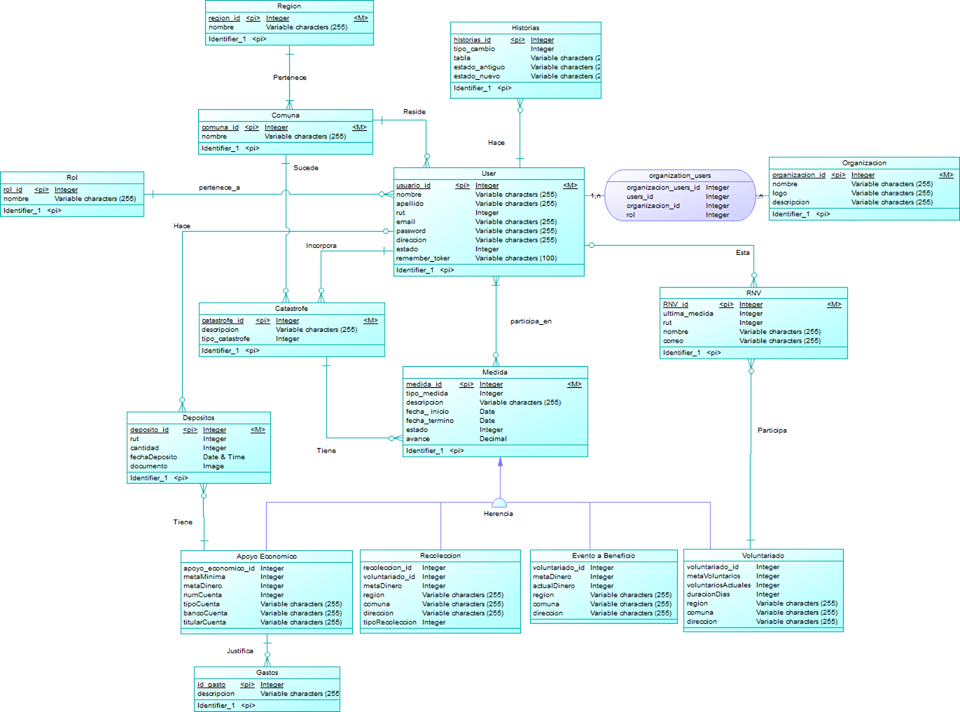 Region
region_id <pi> Integer <M>
nombre Variable characters (255)
Identifier_1 <pi>
Historias
historias_id <pi> Integer
tipo_cambio Integer
tabla Variable characters (2
estado_antiguo Variable characters (2
estado_nuevo Variable characters (2
Identifier_1 <pi>
Pertenece
Comuna
comuna_id <pi> Integer <M>
nombre Variable characters (255)
Identifier_1 <pi>
Reside
Hace
Sucede
Rol
rol_id <pi> Integer
nombre Variable characters (255)
Identifier_1 <pi>
pertenece_a
User
usuario_id <pi> Integer <M>
nombre Variable characters (255)
apellido Variable characters (255)
rut Integer
email Variable characters (255)
password Variable characters (255)
direccion Variable characters (255)
estado Integer
remember_token Variable characters (100)
Identifier_1 <pi>
1,n
organization_users
organizacion_users_id Integer
users_id Integer
organizacion_id Integer
rol Integer
Organizacion
organizacion_id <pi> Integer <M>
nombre Variable characters (255)
logo Variable characters (255)
descripcion Variable characters (255)
Identifier_1 <pi>
Hace
Incorpora
Esta
Catastrofe
catastrofe_id <pi> Integer <M>
descripcion Variable characters (255)
tipo_catastrofe Integer
Identifier_1 <pi>
participa_en
RNV
RNV_id <pi> Integer <M>
ultima_medida Integer
rut Integer
nombre Variable characters (255)
correo Variable characters (255)
Identifier_1 <pi>
Medida
medida_id <pi> Integer <M>
tipo_medida Integer
descripcion Variable characters (255)
fecha_ inicio Date
fecha_termino Date
estado Integer
avance Decimal
Identifier_1 <pi>
Depositos
deposito_id <pi> Integer <M>
rut Integer
cantidad Integer
fechaDeposito Date & Time
documento Image
Identifier_1 <pi>
Tiene
Participa
Herencia
Tiene
Apoyo Economico
apoyo_economico_id Integer
metaMinima Integer
metaDinero Integer
numCuenta Integer
tipoCuenta Variable characters (255)
bancoCuenta Variable characters (255)
titularCuenta Variable characters (255)
Recoleccion
recoleccion_id Integer
voluntariado_id Integer
metaDinero Integer
region Variable characters (255)
comuna Variable characters (255)
direccion Variable characters (255)
tipoRecoleccion Integer
Evento a Beneficio
voluntariado_id Integer
metaDinero Integer
actualDinero Integer
region Variable characters (255)
comuna Variable characters (255)
direccion Variable characters (255)
Voluntariado
voluntariado_id Integer
metaVoluntarios Integer
voluntariosActuales Integer
duracionDias Integer
region Variable characters (255)
comuna Variable characters (255)
direccion Variable characters (255)
Justifica
Gastos
id_gasto <pi> Integer
descripcion Variable characters (255
Identifier_1 <pi>